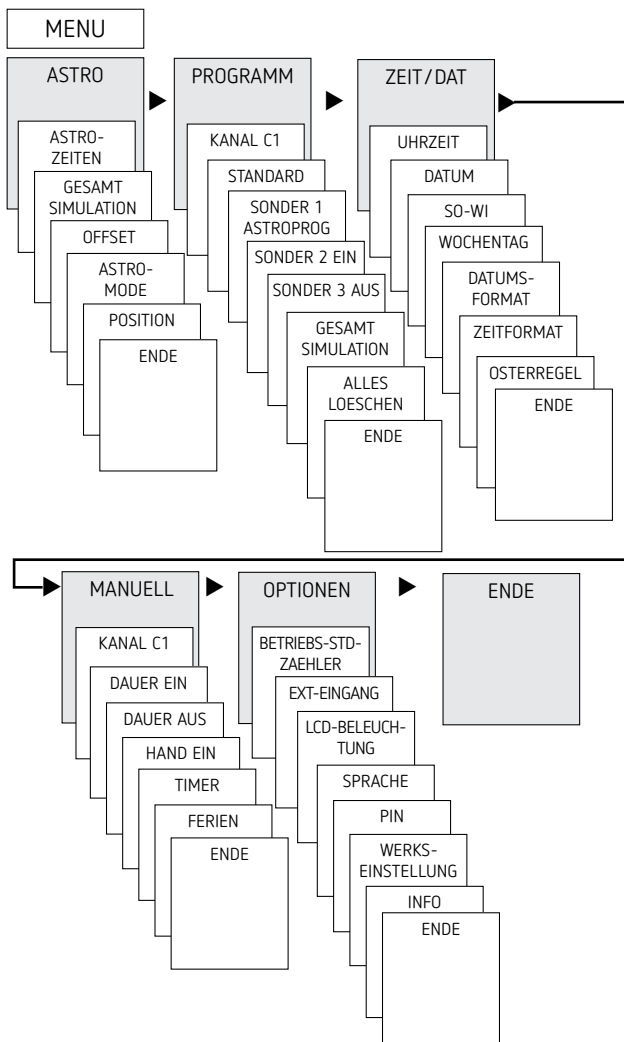 MENU
ASTRO
ASTRO-
ZEITEN
GESAMT
SIMULATION
OFFSET
ASTRO-
MODE
POSITION
ENDE
PROGRAMM
KANAL C1
STANDARD
SONDER 1
ASTROPROG
SONDER 2 EIN
SONDER 3 AUS
GESAMT
SIMULATION
ALLES
LOESCHEN
ENDE
ZEIT/DAT
UHRZEIT
DATUM
SO-WI
WOCHENTAG
DATUMS-
FORMAT
ZEITFORMAT
OSTERREGEL
ENDE
MANUELL
KANAL C1
DAUER EIN
DAUER AUS
HAND EIN
TIMER
FERIEN
ENDE
OPTIONEN
BETRIEBS-STD-
ZAEHLER
EXT-EINGANG
LCD-BELEUCH-
TUNG
SPRACHE
PIN
WERKS-
EINSTELLUNG
INFO
ENDE
ENDE